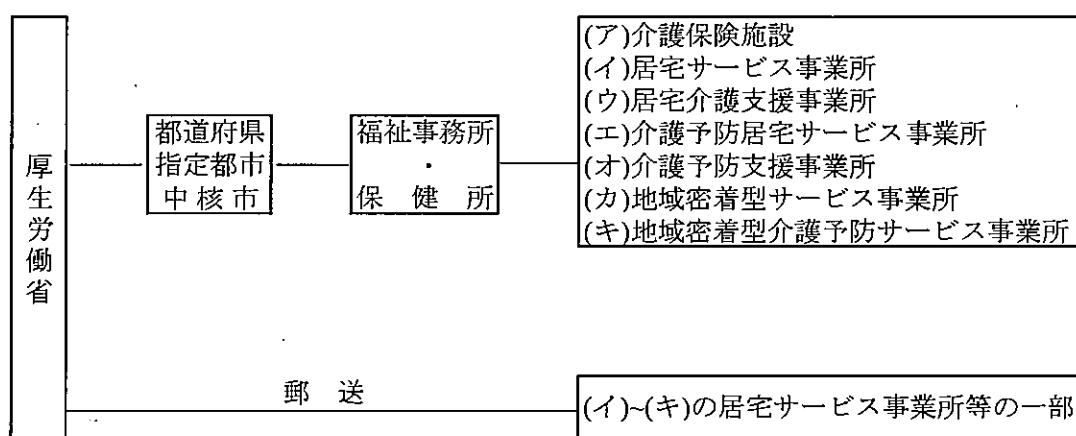 厚生労働省
都道府県
指定都市
中核市
福祉事務所
・
保健所
(ア)介護保険施設
(イ)居宅サービス事業所
(ウ)居宅介護支援事業所
(エ)介護予防居宅サービス事業所
(オ)介護予防支援事業所
(カ)地域密着型サービス事業所
(キ)地域密着型介護予防サービス事業所
郵送
(イ)~(キ)の居宅サービス事業所等の一部